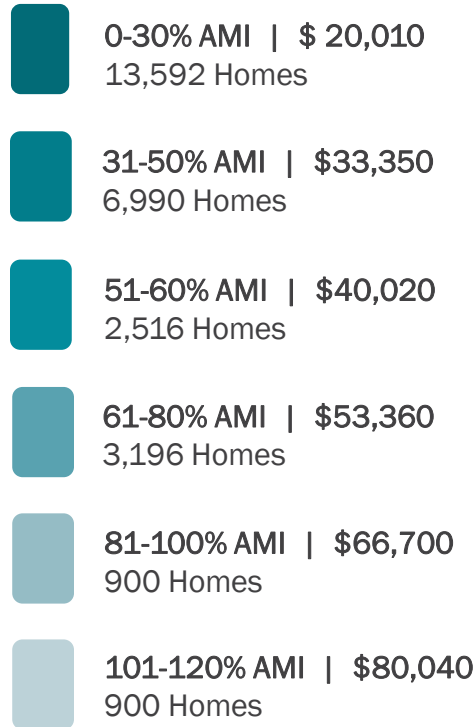 0-30% AMI | $ 20,010
13,592 Homes
31-50% AMI | $33,350
6,990 Homes
51-60% AMI | $40,020
2,516 Homes
61-80% AMI | $53,360
3,196 Homes
81-100% AMI | $66,700
900 Homes
101-120% AMI | $80,040
900 Homes